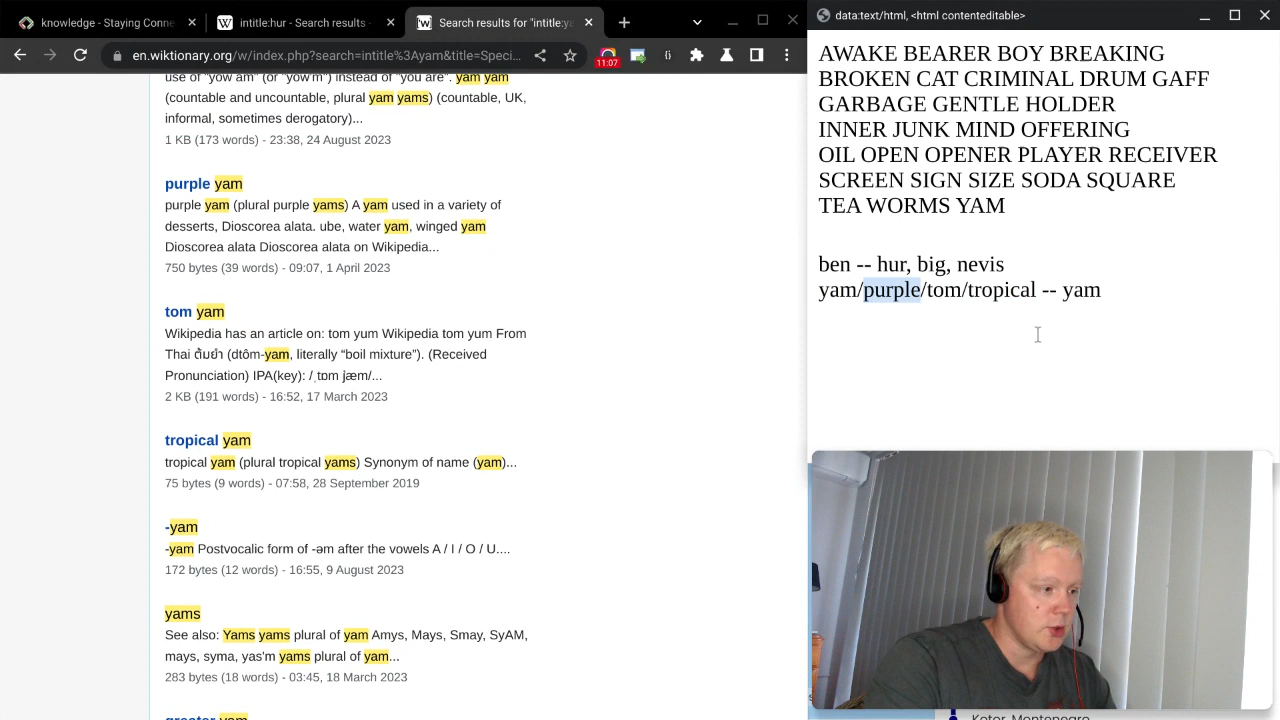 knowledge - Staying Conne
intitle:hur - Search results -
Search results for "intitle:ya
data:text/html, <html contenteditable>
en.wiktionary.org/w/index.php?search=intitle%3Ayam&title=Speci...
11:07
use of "yow am" (or "yow'm") instead of "you are". yam yam
(countable and uncountable, plural yam yams) (countable, UK,
informal, sometimes derogatory)...
1 KB (173 words) - 23:38, 24 August 2023
purple yam
purple yam (plural purple yams) A yam used in a variety of
desserts, Dioscorea alata. ube, water yam, winged yam
Dioscorea alata Dioscorea alata on Wikipedia...
750 bytes (39 words) - 09:07, 1 April 2023
tom yam
Wikipedia has an article on: tom yum Wikipedia tom yum From
Thai ต้มยำ (dtôm-yam, literally “boil mixture”). (Received
Pronunciation) IPA(key): /ˌtɒm jæm/...
2 KB (191 words) - 16:52, 17 March 2023
tropical yam
tropical yam (plural tropical yams) Synonym of name (yam)...
75 bytes (9 words) - 07:58, 28 September 2019
-yam
-yam Postvocalic form of -əm after the vowels A / I / O / U....
172 bytes (12 words) - 16:55, 9 August 2023
yams
See also: Yams yams plural of yam Amys, Mays, Smay, SyAM,
mays, syma, yas'm yams plural of yam...
283 bytes (18 words) - 03:45, 18 March 2023
greater yam
AWAKE BEARER BOY BREAKING
BROKEN CAT CRIMINAL DRUM GAFF
GARBAGE GENTLE HOLDER
INNER JUNK MIND OFFERING
OIL OPEN OPENER PLAYER RECEIVER
SCREEN SIGN SIZE SODA SQUARE
TEA WORMS YAM
ben -- hur, big, nevis
yam/purple/tom/tropical -- yam
Kotor, Montenegro